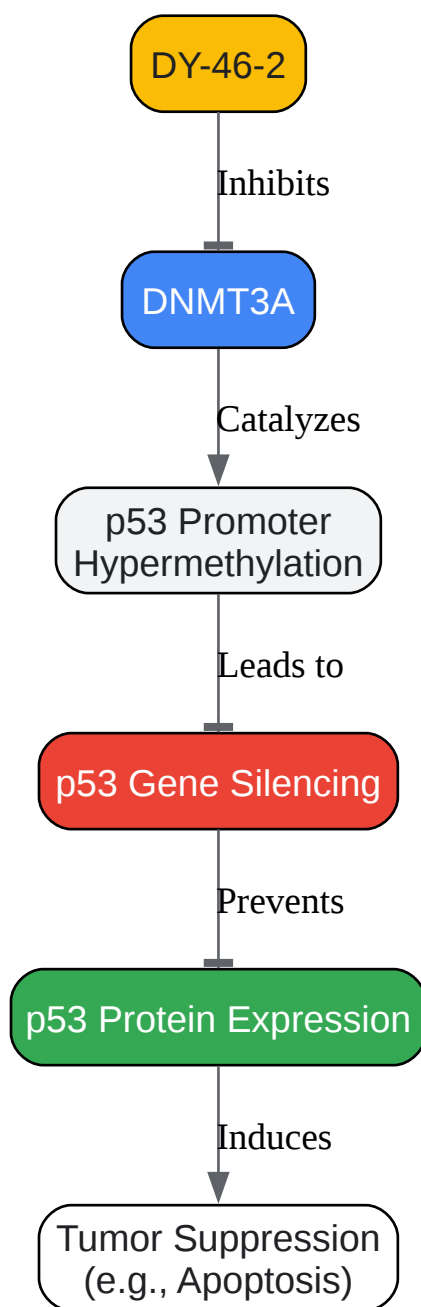 DY-46-2
Inhibits
DNMT3A
Catalyzes
p53 Promoter
Hypermethylation
Leads to
p53 Gene Silencing
Prevents
p53 Protein Expression
Induces
Tumor Suppression
(e.g., Apoptosis)